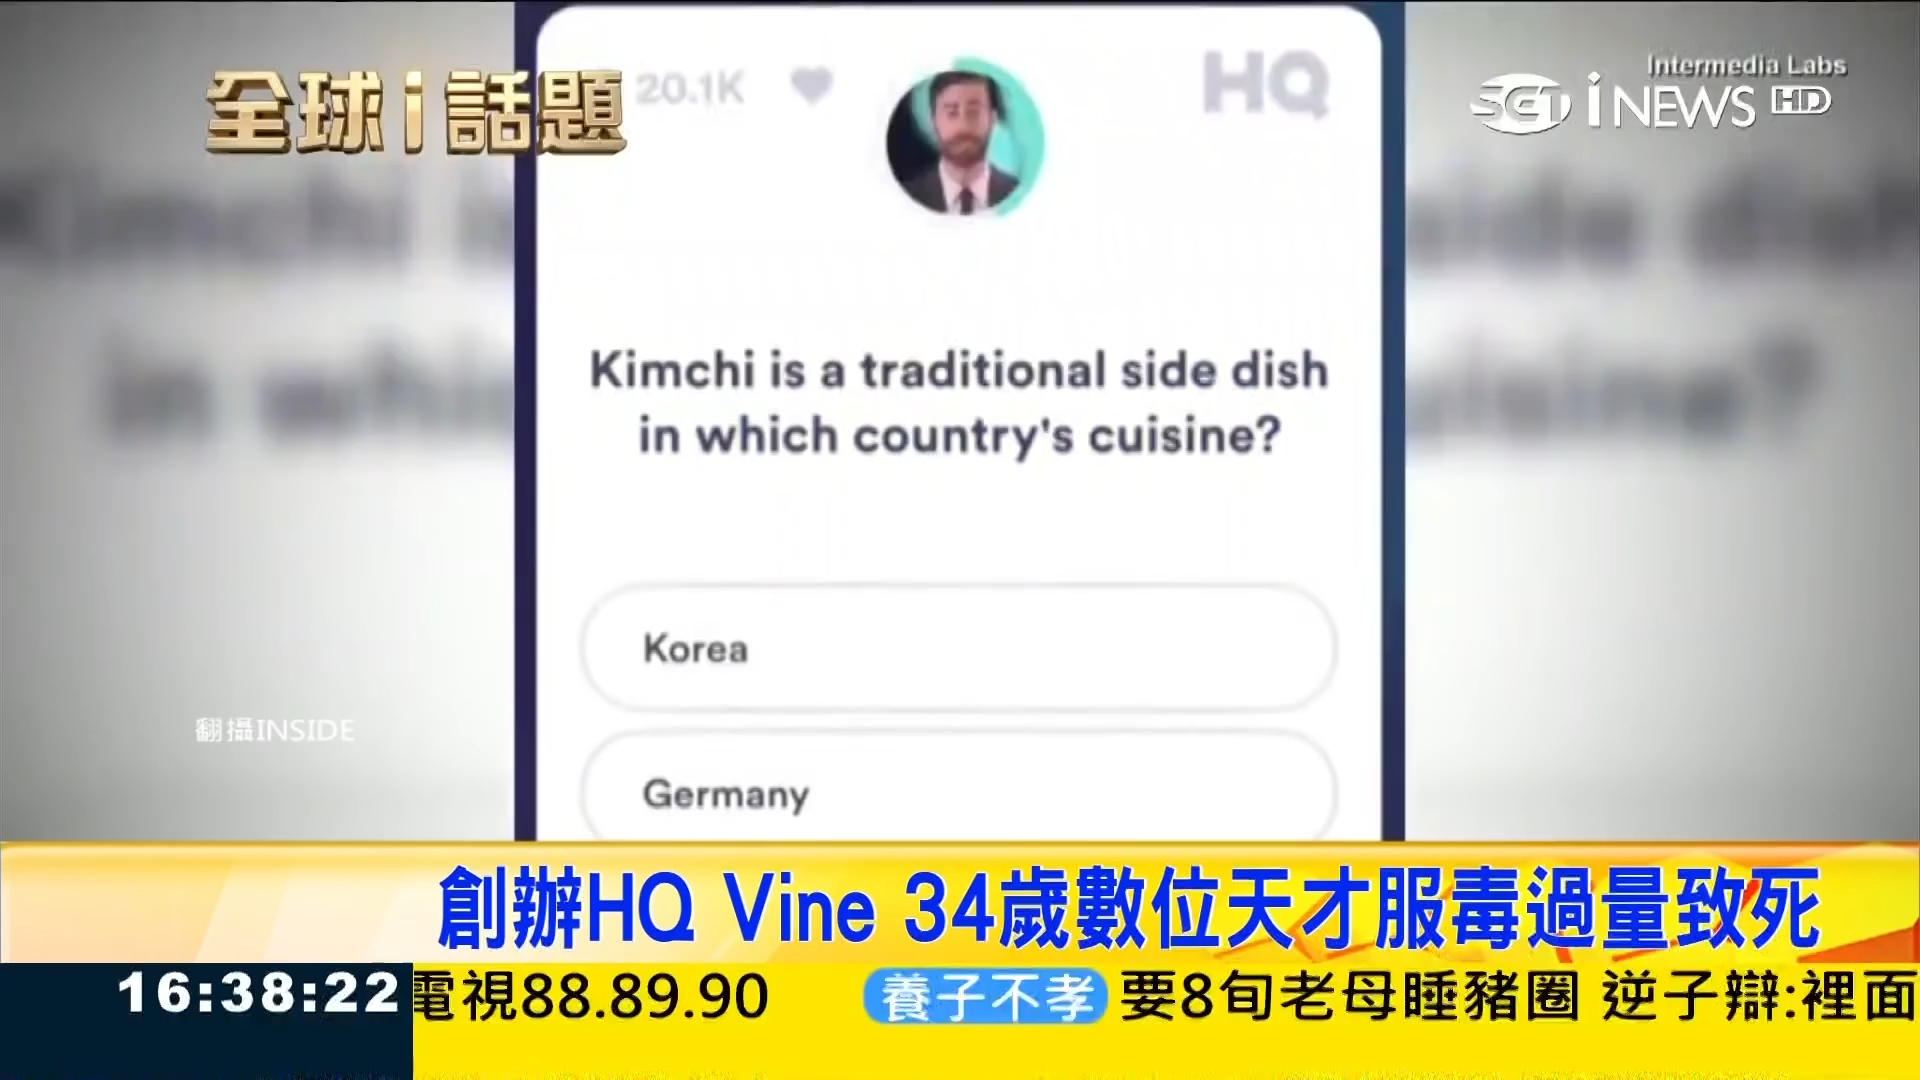 全球i話題
20.1K
HQ
Intermedia Labs
SET iNEWS HD
Kimchi is a traditional side dish
in which country's cuisine?
Korea
翻攝INSIDE
Germany
創辦HQ Vine 34歲數位天才服毒過量致死
16:38:22
電視88.89.90 養子不孝 要8旬老母睡豬圈 逆子辯:裡面